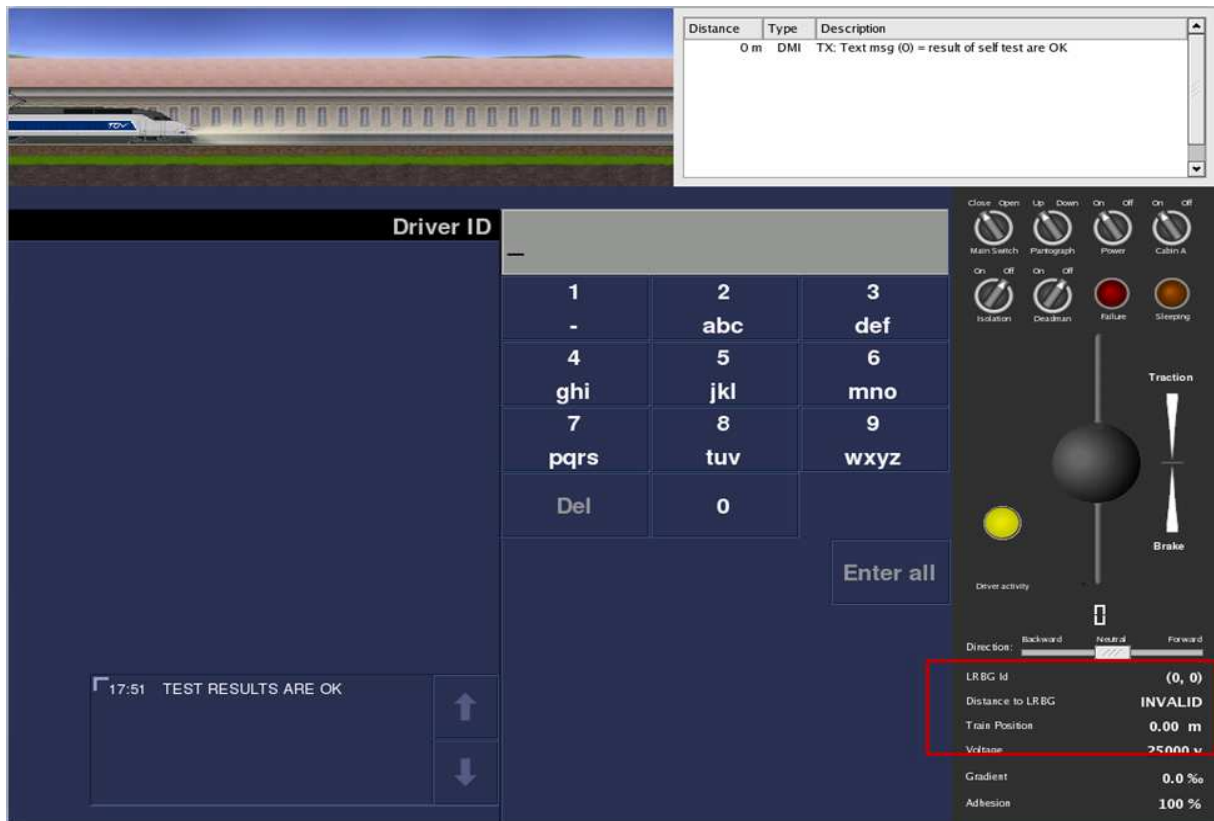 Distance Type Description
0 m DMI TX: Text msg (0) = result of self test are OK
TGV
Driver ID
_
1 2 3
- abc def
4 5 6
ghi jkl mno
7 8 9
pqrs tuv wxyz
Del 0
Enter all
17:51 TEST RESULTS ARE OK
Close Open Up Down On Off On Off
Main Switch Pantograph Power Cabin A
On Off On Off
Isolation Deadman Failure Sleeping
Traction
Brake
Driver activity
0
Backward Neutral Forward
Direction:
LRBG Id (0, 0)
Distance to LRBG INVALID
Train Position 0.00 m
Voltage 25000 v
Gradient 0.0 ‰
Adhesion 100 %